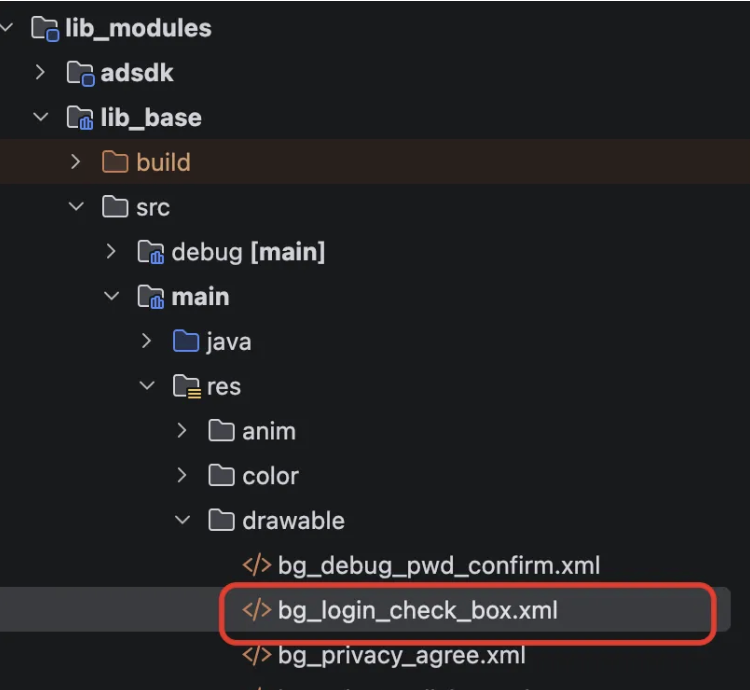 lib_modules
adsdk
lib_base
build
src
debug [main]
main
java
res
anim
color
drawable
</> bg_debug_pwd_confirm.xml
</> bg_login_check_box.xml
</> bg_privacy_agree.xml